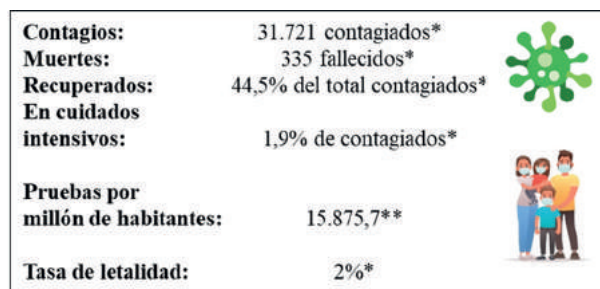 Contagios: 31.721 contagiados*
Muertes: 335 fallecidos*
Recuperados: 44,5% del total contagiados*
En cuidados
intensivos: 1,9% de contagiados*
Pruebas por
millón de habitantes: 15.875,7**
Tasa de letalidad: 2%*